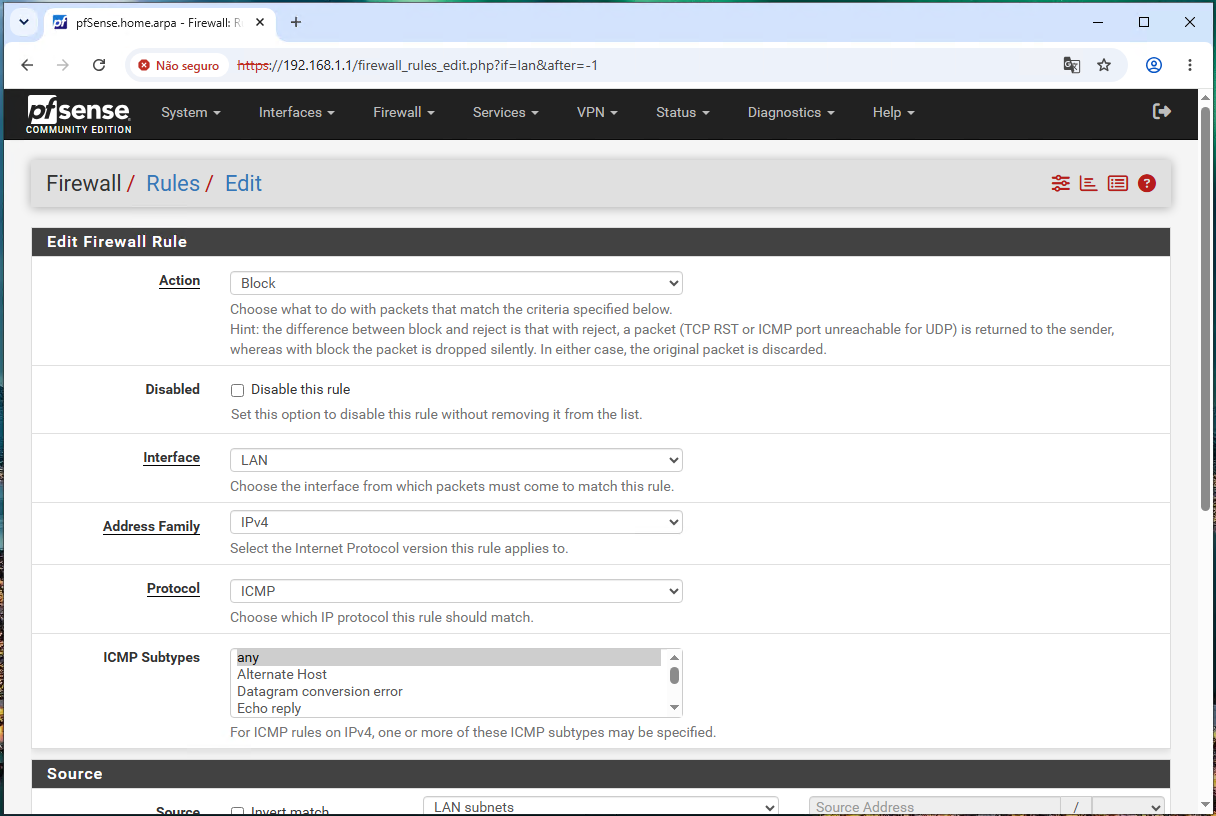 pfSense.home.arpa - Firewall: R
Não seguro
https://192.168.1.1/firewall_rules_edit.php?if=lan&after=-1
pfsense
COMMUNITY EDITION
System
Interfaces
Firewall
Services
VPN
Status
Diagnostics
Help
Firewall / Rules / Edit
Edit Firewall Rule
Action
Block
Choose what to do with packets that match the criteria specified below.
Hint: the difference between block and reject is that with reject, a packet (TCP RST or ICMP port unreachable for UDP) is returned to the sender,
whereas with block the packet is dropped silently. In either case, the original packet is discarded.
Disabled
Disable this rule
Set this option to disable this rule without removing it from the list.
Interface
LAN
Choose the interface from which packets must come to match this rule.
Address Family
IPv4
Select the Internet Protocol version this rule applies to.
Protocol
ICMP
Choose which IP protocol this rule should match.
ICMP Subtypes
any
Alternate Host
Datagram conversion error
Echo reply
For ICMP rules on IPv4, one or more of these ICMP subtypes may be specified.
Source
Source
Invert match
LAN subnets
Source Address
/